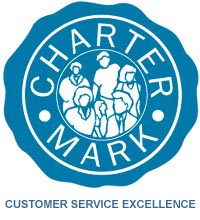 CHARTER
MARK
CUSTOMER SERVICE EXCELLENCE